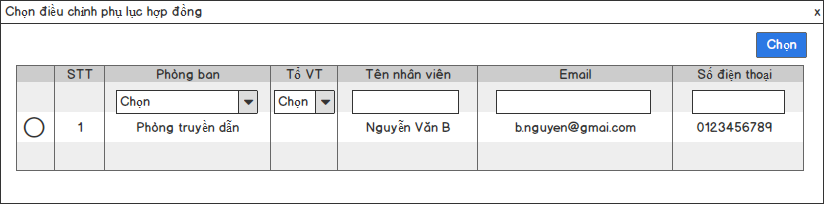 Chọn điều chỉnh phụ lục hợp đồng x
Chọn
STT Phòng ban Tổ VT Tên nhân viên Email Số điện thoại
Chọn Chọn
1 Phòng truyền dẫn Nguyễn Văn B b.nguyen@gmai.com 0123456789